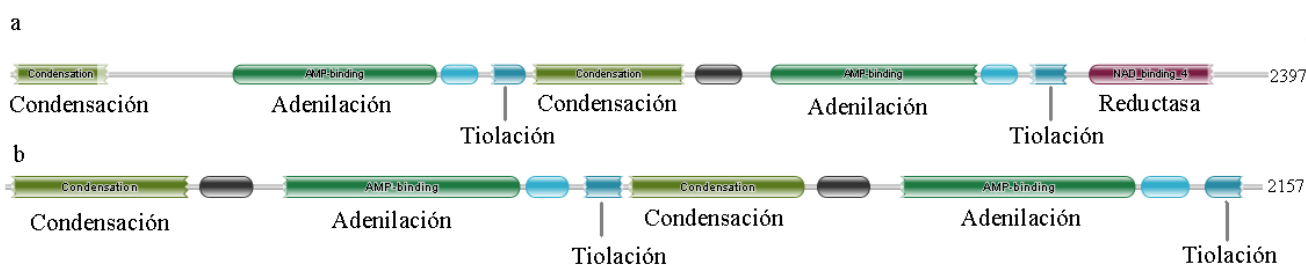 a
Condensation AMP-binding Condensation AMP-binding NAD_binding_4 2397
Condensación Adenilación Condensación Adenilación Reductasa
Tiolación Tiolación
b
Condensation AMP-binding Condensation AMP-binding 2157
Condensación Adenilación Condensación Adenilación
Tiolación Tiolación